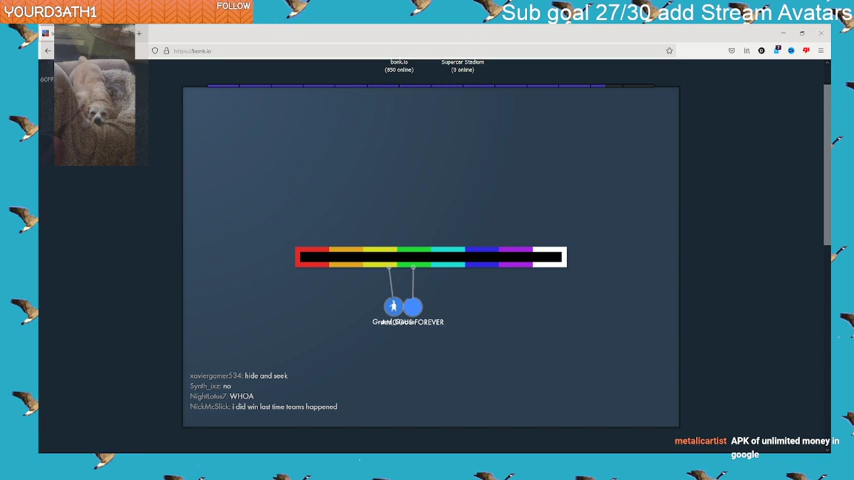 YOURD3ATH1
FOLLOW
Sub goal 27/30 add Stream Avatars
https://bonk.io
bonk.io
(850 online)
Supercar Stadium
(0 online)
FOREVER
xaviergamer534: hide and seek
Synth_ixz: no
NightLotus7: WHOA
NickMcSlick: i did win last time teams happened
metalicartist APK of unlimited money in
google